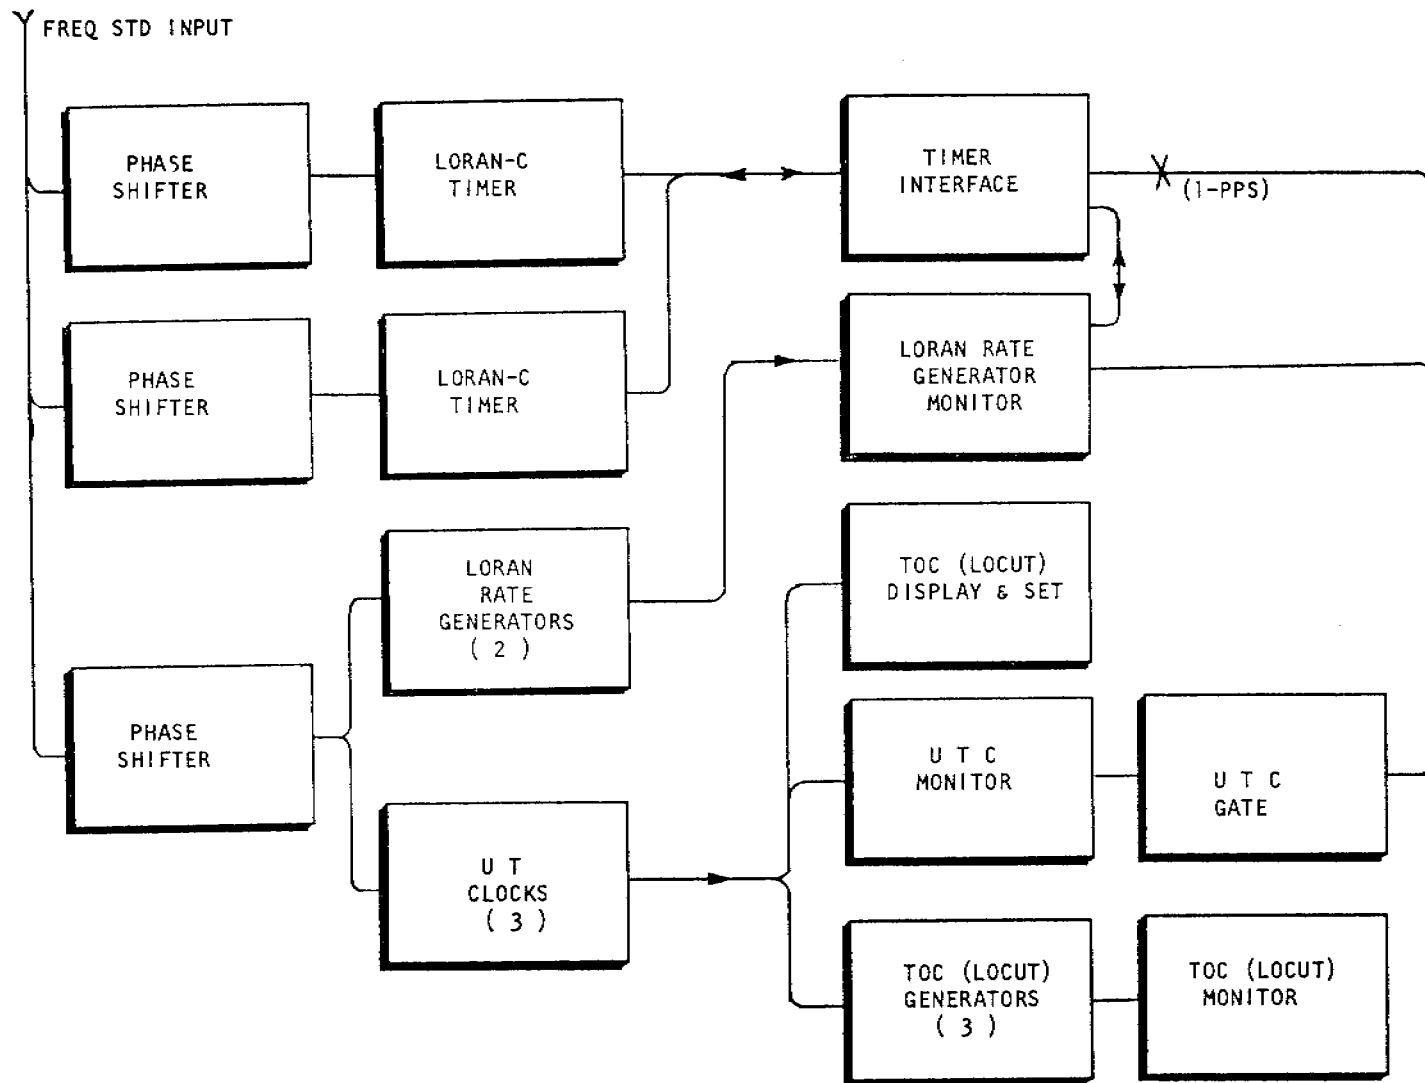 FREQ STD INPUT
PHASE
SHIFTER
LORAN-C
TIMER
TIMER
INTERFACE
(1-PPS)
PHASE
SHIFTER
LORAN-C
TIMER
LORAN RATE
GENERATOR
MONITOR
LORAN
RATE
GENERATORS
( 2 )
TOC (LOCUT)
DISPLAY & SET
PHASE
SHIFTER
U T C
MONITOR
U T C
GATE
U T
CLOCKS
( 3 )
TOC (LOCUT)
GENERATORS
( 3 )
TOC (LOCUT)
MONITOR